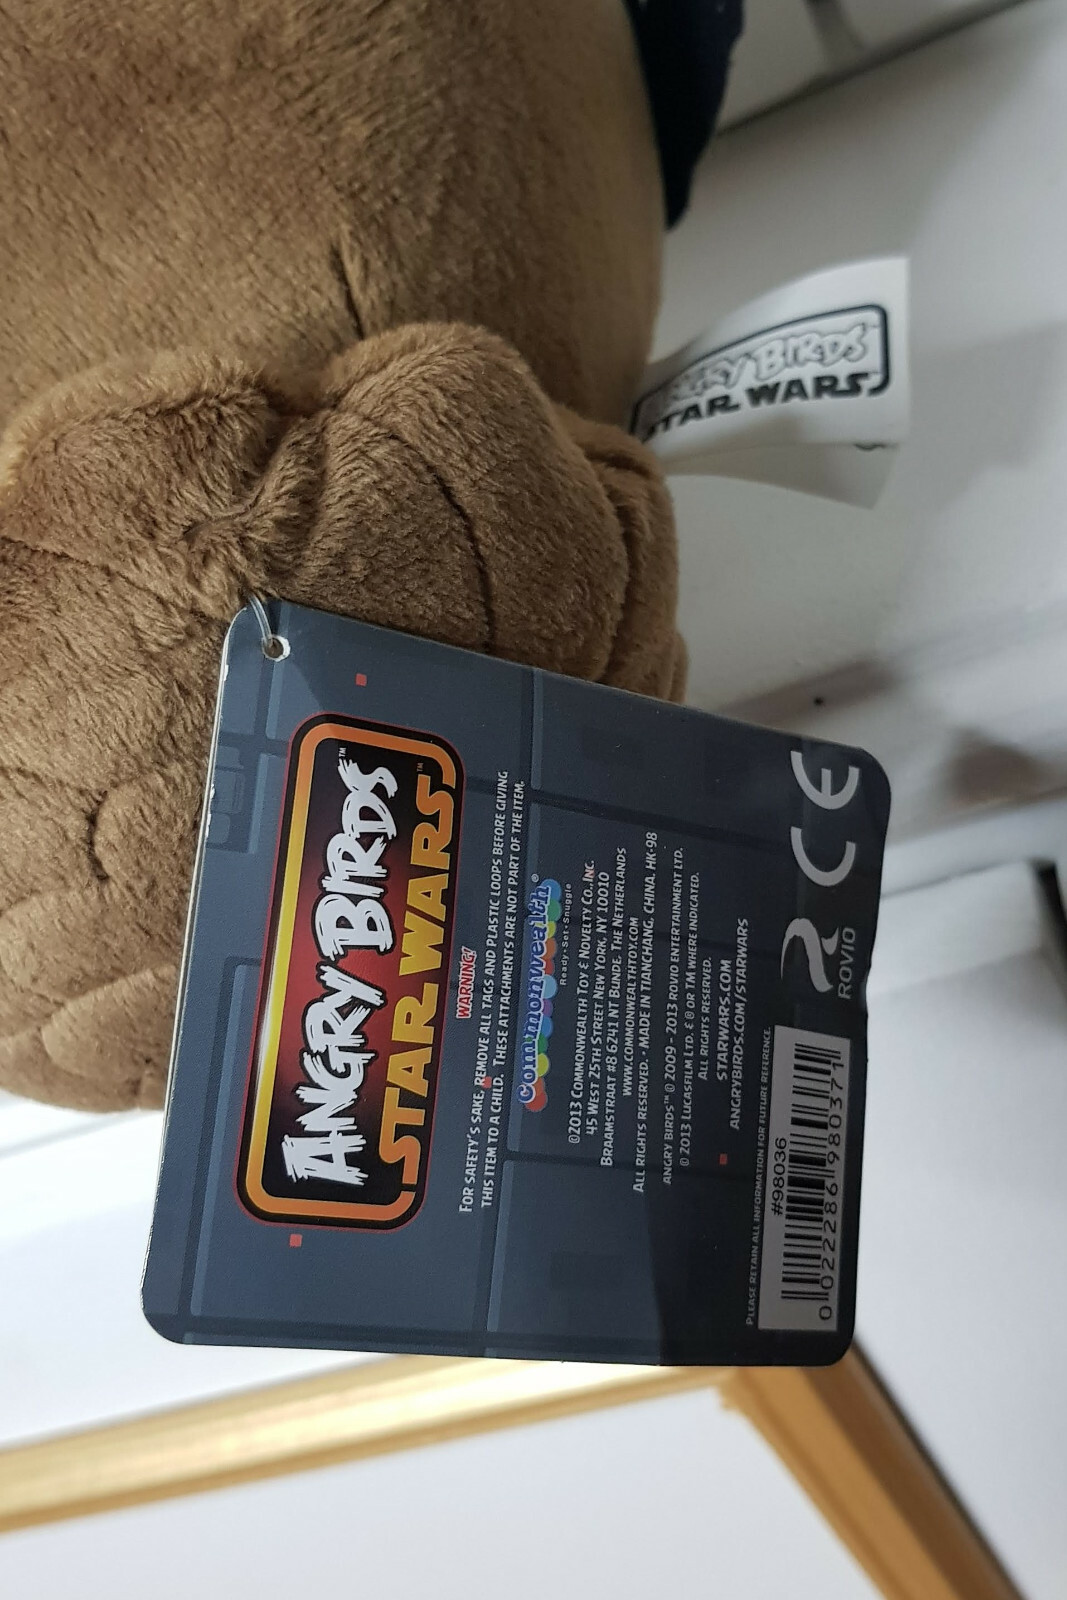 ANGRY BIRDS™
STAR WARS™
WARNING!
FOR SAFETY'S SAKE, REMOVE ALL TAGS AND PLASTIC LOOPS BEFORE GIVING
THIS ITEM TO A CHILD. THESE ATTACHMENTS ARE NOT PART OF THE ITEM.
Commonwealth®
Ready • Set • Snuggle
©2013 COMMONWEALTH TOY & NOVELTY CO., INC.
45 WEST 25TH STREET NEW YORK, NY 10010
BRAAMSTRAAT #8 6241 NT BUNDE, THE NETHERLANDS
WWW.COMMONWEALTHTOY.COM
ALL RIGHTS RESERVED. • MADE IN TIANCHANG, CHINA. HK-98
ANGRY BIRDS™ © 2009 - 2013 ROVIO ENTERTAINMENT LTD.
© 2013 LUCASFILM LTD. & ® OR TM WHERE INDICATED.
ALL RIGHTS RESERVED.
STARWARS.COM
ANGRYBIRDS.COM/STARWARS
PLEASE RETAIN ALL INFORMATION FOR FUTURE REFERENCE.
#98036
0 022286 980371
ROVIO
CE
ANGRY BIRDS
STAR WARS